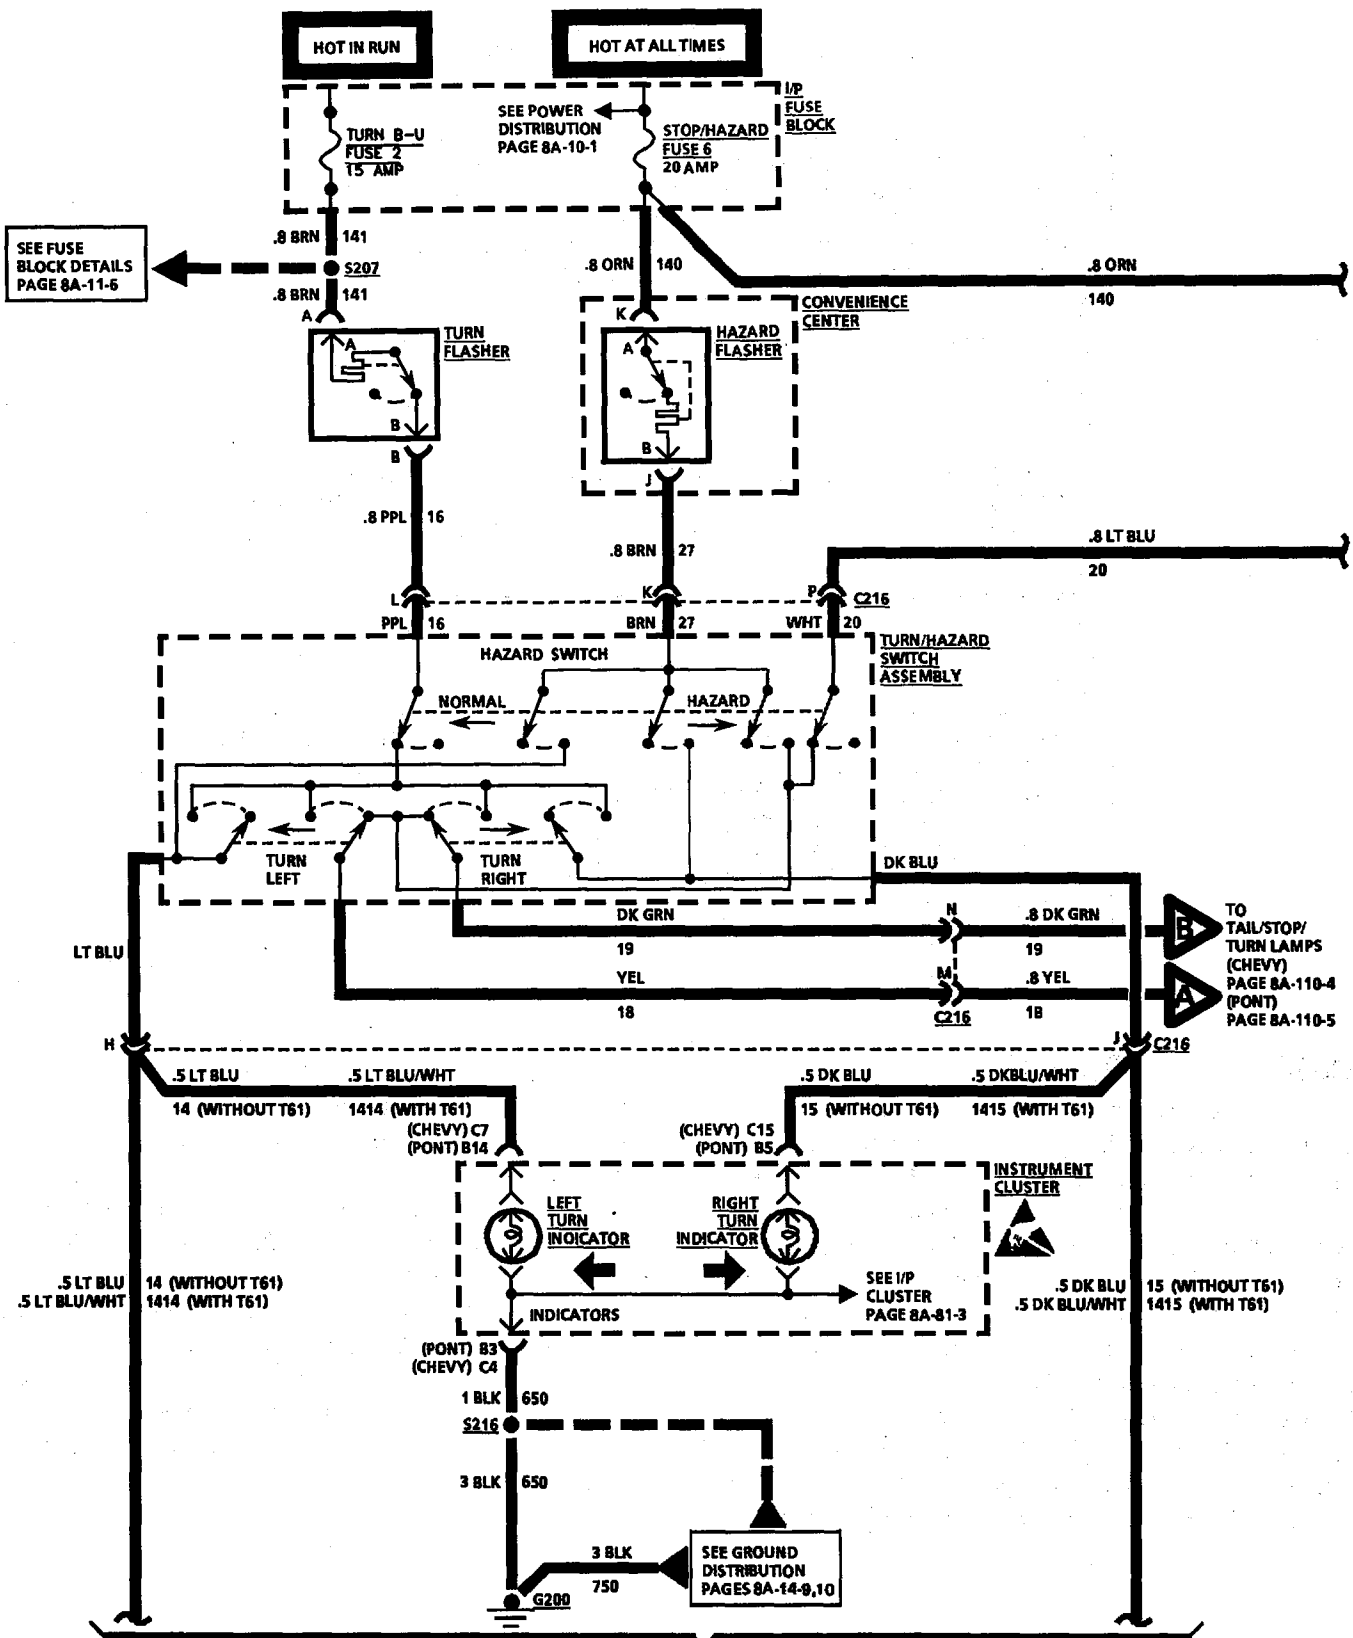 HOT IN RUN
HOT AT ALL TIMES
I/P
FUSE
BLOCK
SEE POWER
DISTRIBUTION
PAGE 8A-10-1
TURN B-U
FUSE 2
15 AMP
STOP/HAZARD
FUSE 6
20 AMP
.8 BRN 141
SEE FUSE
BLOCK DETAILS
PAGE 8A-11-6
S207
.8 ORN 140
.8 ORN
140
.8 BRN 141
A
K
CONVENIENCE
CENTER
TURN
FLASHER
HAZARD
FLASHER
A
A
B
B
B
J
.8 PPL 16
.8 BRN 27
.8 LT BLU
20
L
K
P
C216
PPL 16
BRN 27
WHT 20
TURN/HAZARD
SWITCH
ASSEMBLY
HAZARD SWITCH
NORMAL
HAZARD
TURN
LEFT
TURN
RIGHT
DK BLU
DK GRN
19
N
.8 DK GRN
19
B
TO
TAIL/STOP/
TURN LAMPS
(CHEVY)
PAGE 8A-110-4
(PONT)
PAGE 8A-110-5
LT BLU
YEL
18
M
C216
.8 YEL
1B
A
H
J
C216
.5 LT BLU
14 (WITHOUT T61)
.5 LT BLU/WHT
1414 (WITH T61)
.5 DK BLU
15 (WITHOUT T61)
.5 DKBLU/WHT
1415 (WITH T61)
(CHEVY) C7
(PONT) B14
(CHEVY) C15
(PONT) B5
INSTRUMENT
CLUSTER
LEFT
TURN
INOICATOR
RIGHT
TURN
INDICATOR
SEE I/P
CLUSTER
PAGE 8A-81-3
INDICATORS
.5 LT BLU 14 (WITHOUT T61)
.5 LT BLU/WHT 1414 (WITH T61)
.5 DK BLU 15 (WITHOUT T61)
.5 DK BLU/WHT 1415 (WITH T61)
(PONT) B3
(CHEVY) C4
1 BLK 650
S216
3 BLK 650
3 BLK
750
SEE GROUND
DISTRIBUTION
PAGES 8A-14-9,10
G200